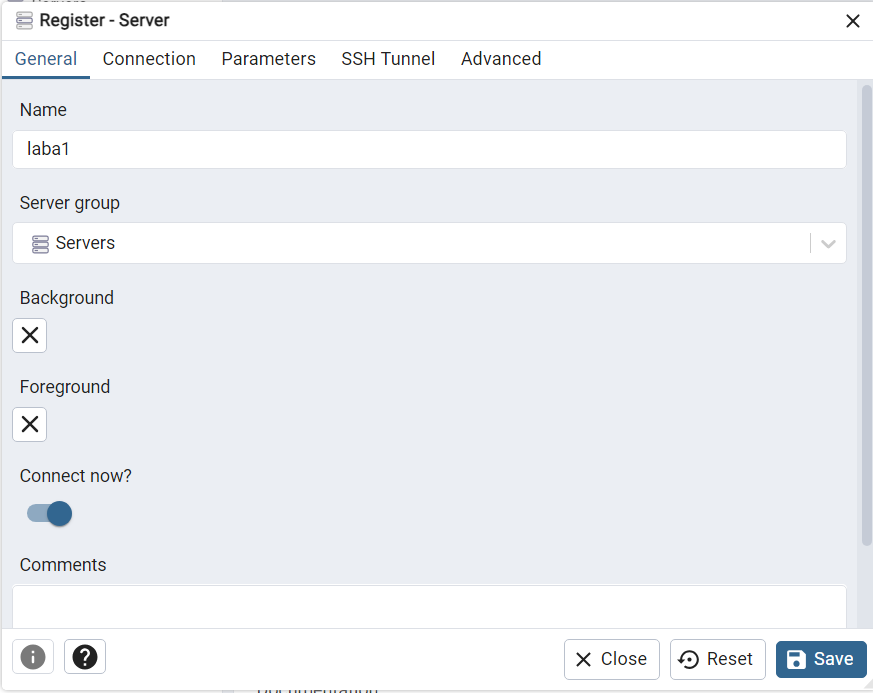 Register - Server
General Connection Parameters SSH Tunnel Advanced
Name
laba1
Server group
Servers
Background
Foreground
Connect now?
Comments
Close Reset Save